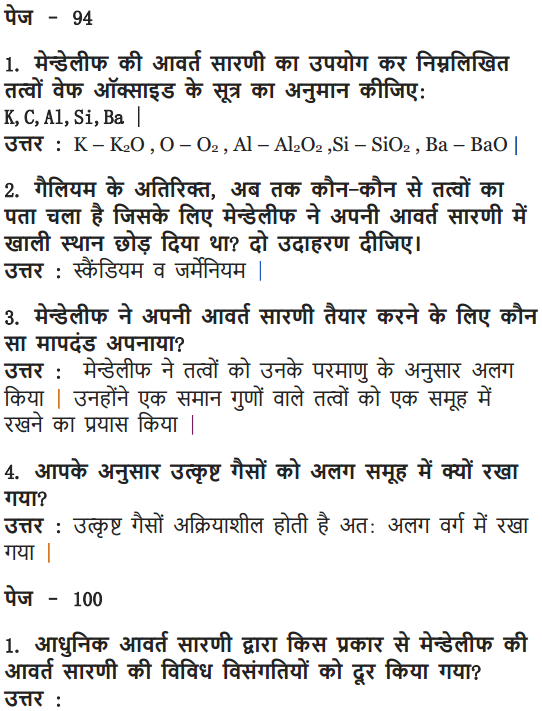 पेज - 94
1. मेन्डेलीफ की आवर्त सारणी का उपयोग कर निम्नलिखित
तत्वों वेफ ऑक्साइड के सूत्र का अनुमान कीजिए:
K,C,Al,Si,Ba |
उत्तर : K – K₂O , O – O₂ , Al – Al₂O₂ ,Si – SiO₂ , Ba – BaO |
2. गैलियम के अतिरिक्त, अब तक कौन-कौन से तत्वों का
पता चला है जिसके लिए मेन्डेलीफ ने अपनी आवर्त सारणी में
खाली स्थान छोड़ दिया था? दो उदाहरण दीजिए।
उत्तर : स्कैंडियम व जर्मेनियम |
3. मेन्डेलीफ ने अपनी आवर्त सारणी तैयार करने के लिए कौन
सा मापदंड अपनाया?
उत्तर : मेन्डेलीफ ने तत्वों को उनके परमाणु के अनुसार अलग
किया | उनहोंने एक समान गुणों वाले तत्वों को एक समूह में
रखने का प्रयास किया |
4. आपके अनुसार उत्कृष्ट गैसों को अलग समूह में क्यों रखा
गया?
उत्तर : उत्कृष्ट गैसों अक्रियाशील होती है अतः अलग वर्ग में रखा
गया |
पेज - 100
1. आधुनिक आवर्त सारणी द्वारा किस प्रकार से मेन्डेलीफ की
आवर्त सारणी की विविध विसंगतियों को दूर किया गया?
उत्तर :